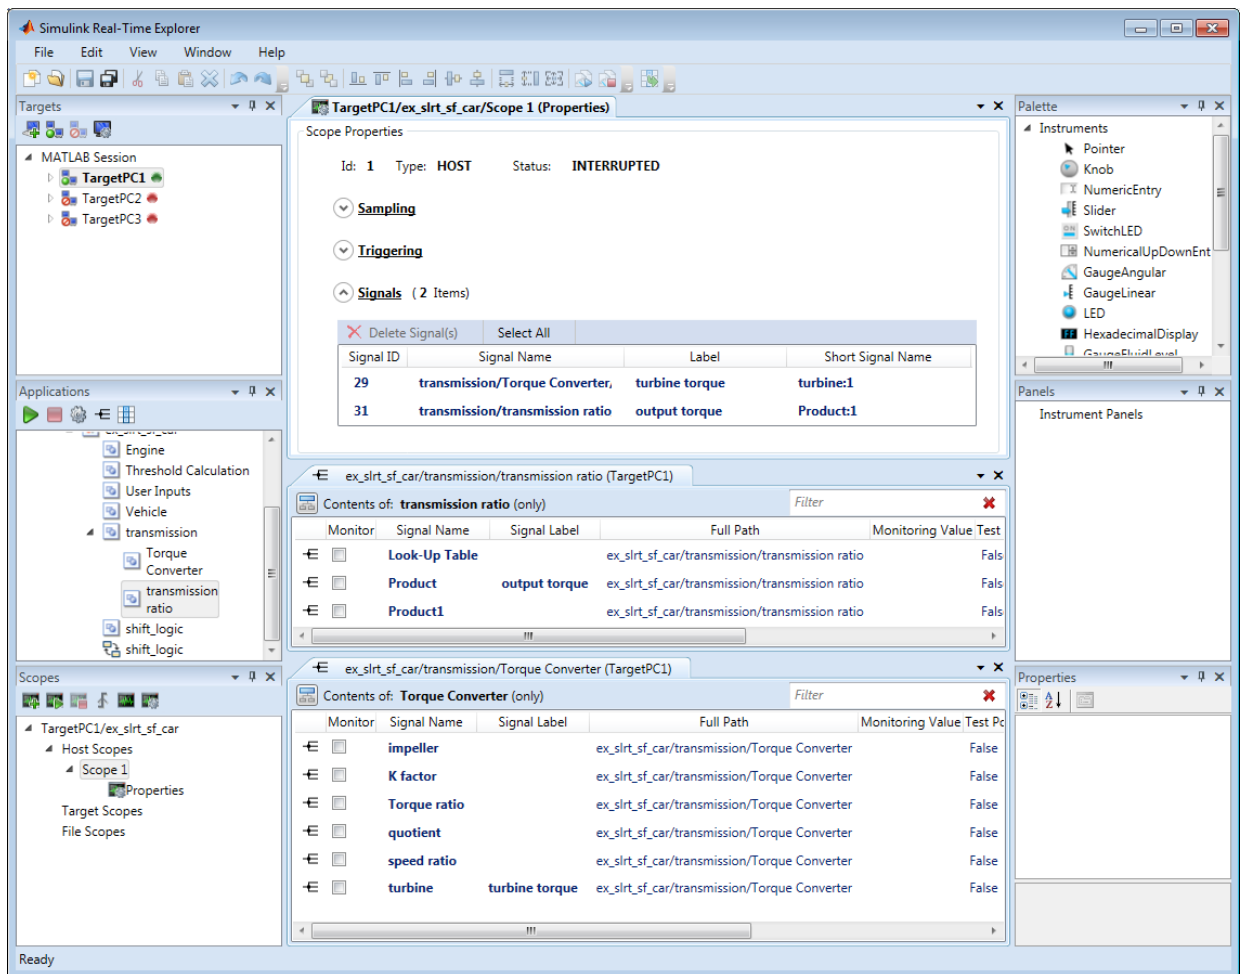 Simulink Real-Time Explorer
File Edit View Window Help
Targets
MATLAB Session
TargetPC1
TargetPC2
TargetPC3
Applications
Engine
Threshold Calculation
User Inputs
Vehicle
transmission
Torque
Converter
transmission
ratio
shift_logic
shift_logic
Scopes
TargetPC1/ex_slrt_sf_car
Host Scopes
Scope 1
Properties
Target Scopes
File Scopes
TargetPC1/ex_slrt_sf_car/Scope 1 (Properties)
Scope Properties
Id: 1 Type: HOST Status: INTERRUPTED
Sampling
Triggering
Signals ( 2 Items)
Delete Signal(s) Select All
Signal ID Signal Name Label Short Signal Name
29 transmission/Torque Converter, turbine torque turbine:1
31 transmission/transmission ratio output torque Product:1
ex_slrt_sf_car/transmission/transmission ratio (TargetPC1)
Contents of: transmission ratio (only) Filter
Monitor Signal Name Signal Label Full Path Monitoring Value Test
Look-Up Table ex_slrt_sf_car/transmission/transmission ratio Fals
Product output torque ex_slrt_sf_car/transmission/transmission ratio Fals
Product1 ex_slrt_sf_car/transmission/transmission ratio Fals
ex_slrt_sf_car/transmission/Torque Converter (TargetPC1)
Contents of: Torque Converter (only) Filter
Monitor Signal Name Signal Label Full Path Monitoring Value Test Pc
impeller ex_slrt_sf_car/transmission/Torque Converter False
K factor ex_slrt_sf_car/transmission/Torque Converter False
Torque ratio ex_slrt_sf_car/transmission/Torque Converter False
quotient ex_slrt_sf_car/transmission/Torque Converter False
speed ratio ex_slrt_sf_car/transmission/Torque Converter False
turbine turbine torque ex_slrt_sf_car/transmission/Torque Converter False
Palette
Instruments
Pointer
Knob
NumericEntry
Slider
SwitchLED
NumericalUpDownEnt
GaugeAngular
GaugeLinear
LED
HexadecimalDisplay
GaugeFluidLevel
Panels
Instrument Panels
Properties
Ready